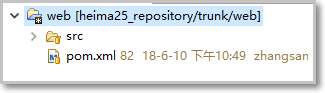 web [heima25_repository/trunk/web]
src
pom.xml 82 18-6-10 下午10:49 zhangsan